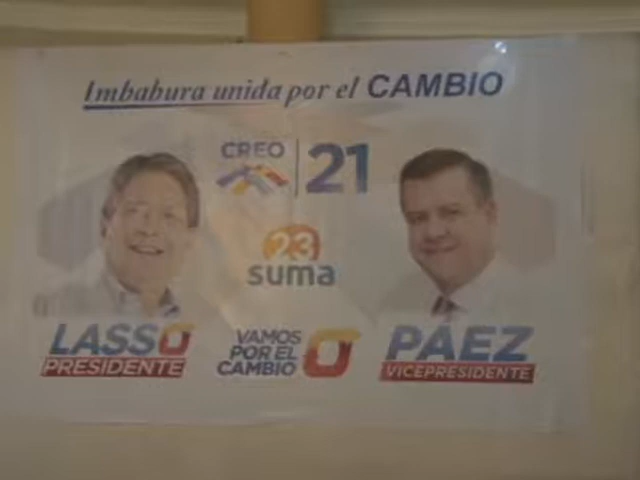 Imbabura unida por el CAMBIO
CREO 21
23
suma
LASSO
PRESIDENTE
VAMOS
POR EL
CAMBIO
PAEZ
VICEPRESIDENTE